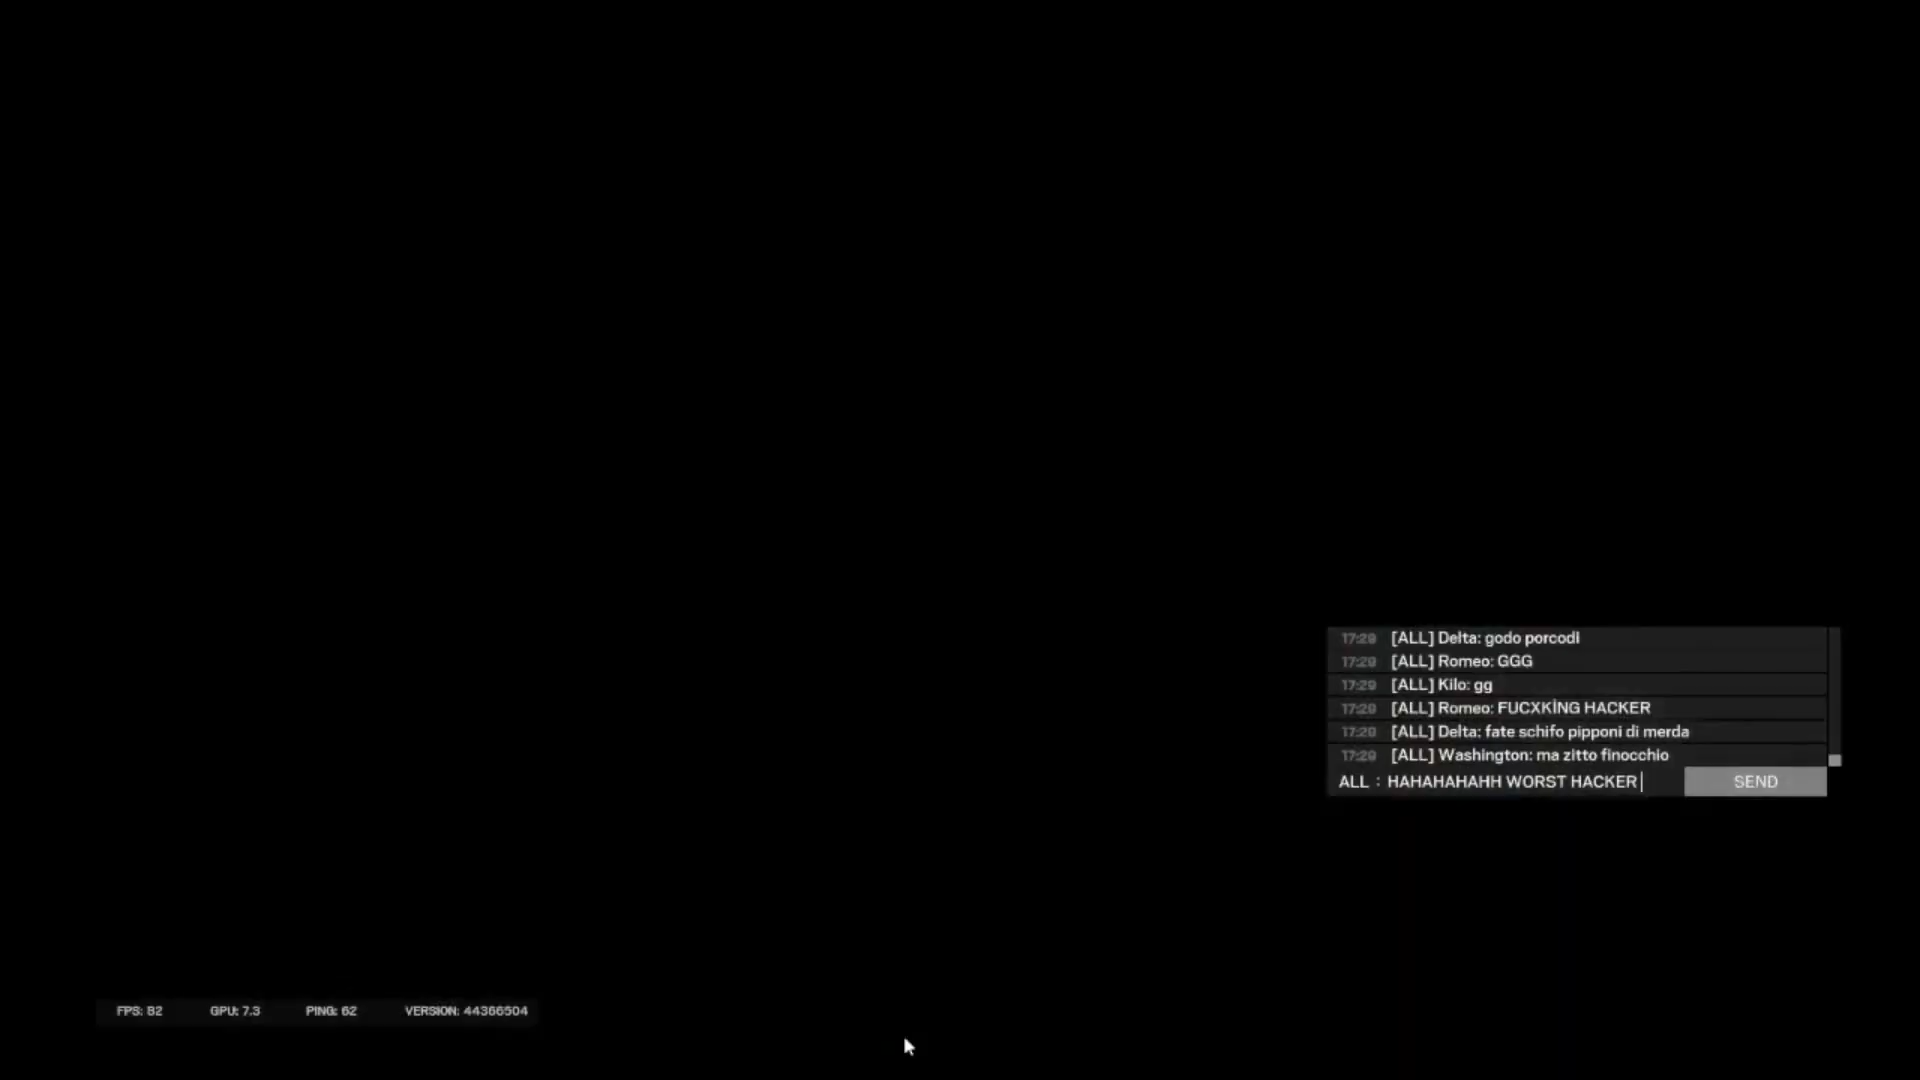 17:29 [ALL] Delta: godo porcodi
17:29 [ALL] Romeo: GGG
17:29 [ALL] Kilo: gg
17:29 [ALL] Romeo: FUCXKİNG HACKER
17:29 [ALL] Delta: fate schifo pipponi di merda
17:29 [ALL] Washington: ma zitto finocchio
ALL : HAHAHAHAHH WORST HACKER SEND
FPS: 82 GPU: 7.3 PING: 62 VERSION: 44366504